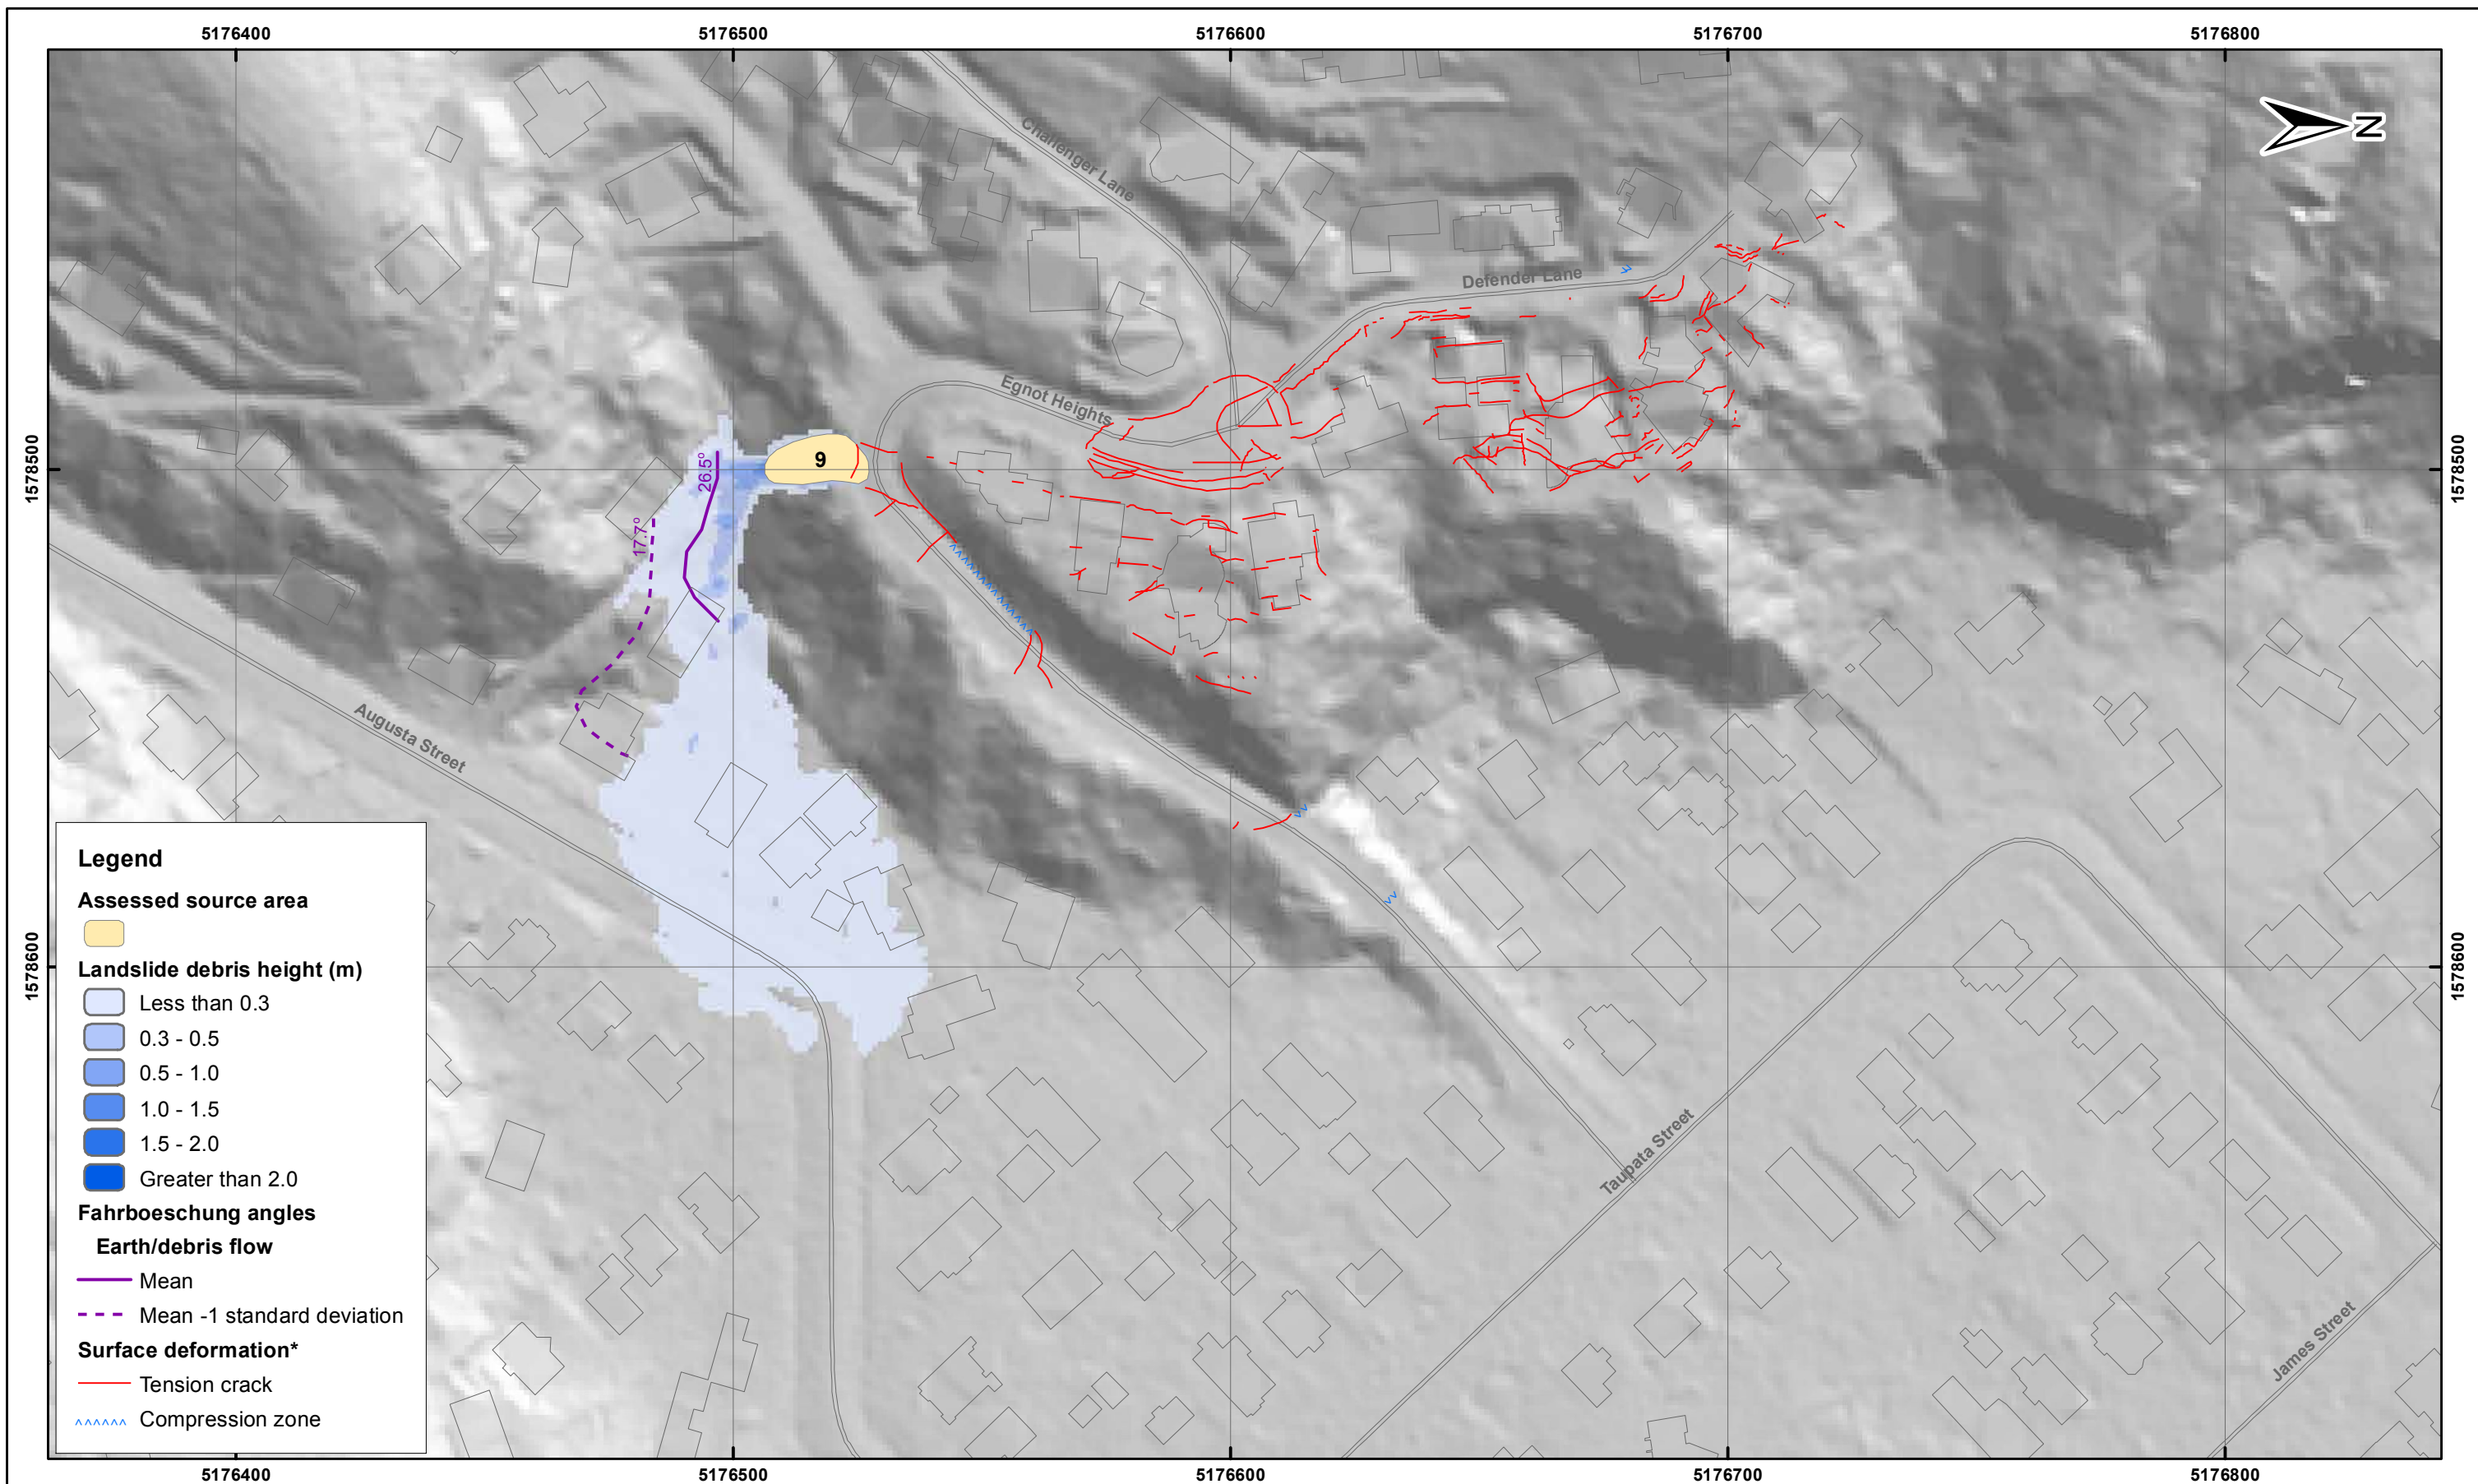 5176400 5176500 5176600 5176700 5176800
N
Challenger Lane
Defender Lane
Egnot Heights
1578500 1578500
9
26.5°
17.7°
Augusta Street
1578600 1578600
Taupata Street
James Street
Legend
Assessed source area
Landslide debris height (m)
Less than 0.3
0.3 - 0.5
0.5 - 1.0
1.0 - 1.5
1.5 - 2.0
Greater than 2.0
Fahrboeschung angles
Earth/debris flow
Mean
Mean -1 standard deviation
Surface deformation*
Tension crack
Compression zone
5176400 5176500 5176600 5176700 5176800